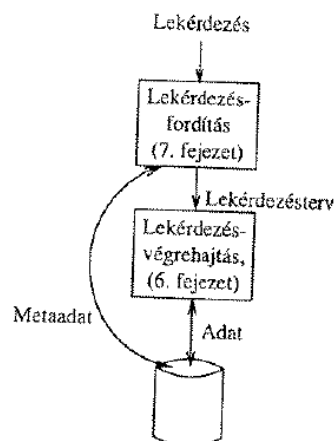 Lekérdezés
Lekérdezés-
fordítás
(7. fejezet)
Lekérdezésterv
Lekérdezés-
végrehajtás,
(6. fejezet)
Metaadat
Adat